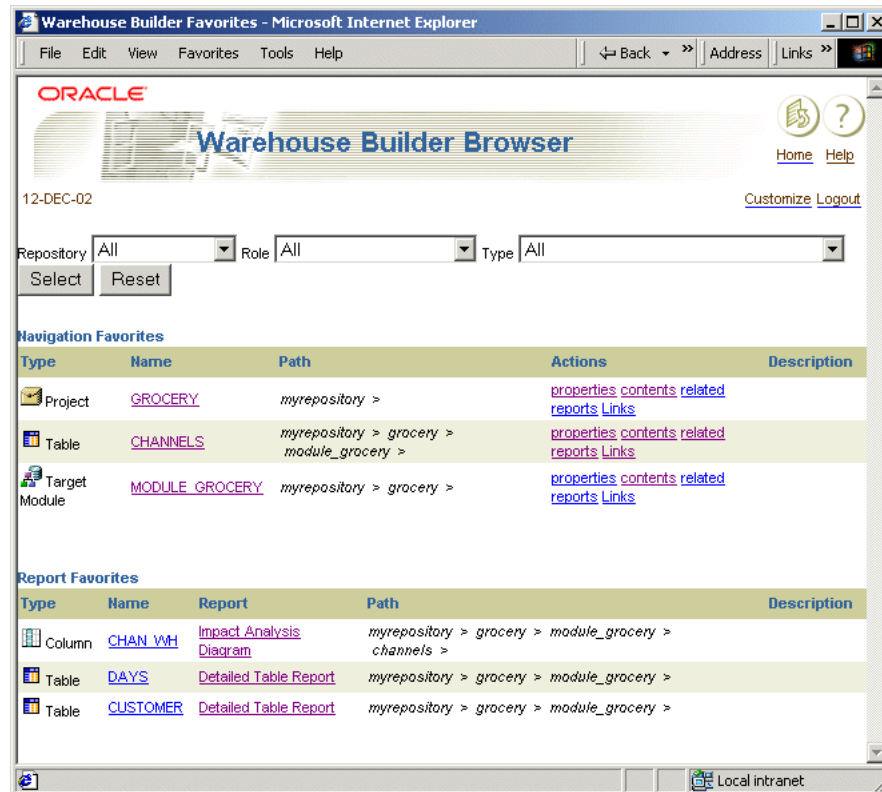 Warehouse Builder Favorites - Microsoft Internet Explorer
File Edit View Favorites Tools Help Back » Address Links »
ORACLE
Warehouse Builder Browser
Home Help
12-DEC-02 Customize Logout
Repository All Role All Type All
Select Reset
Navigation Favorites
Type Name Path Actions Description
Project GROCERY myrepository > properties contents related
reports Links
Table CHANNELS myrepository > grocery > properties contents related
module_grocery > reports Links
Target MODULE_GROCERY myrepository > grocery > properties contents related
Module reports Links
Report Favorites
Type Name Report Path Description
Column CHAN_WH Impact Analysis myrepository > grocery > module_grocery >
Diagram channels >
Table DAYS Detailed Table Report myrepository > grocery > module_grocery >
Table CUSTOMER Detailed Table Report myrepository > grocery > module_grocery >
Local intranet